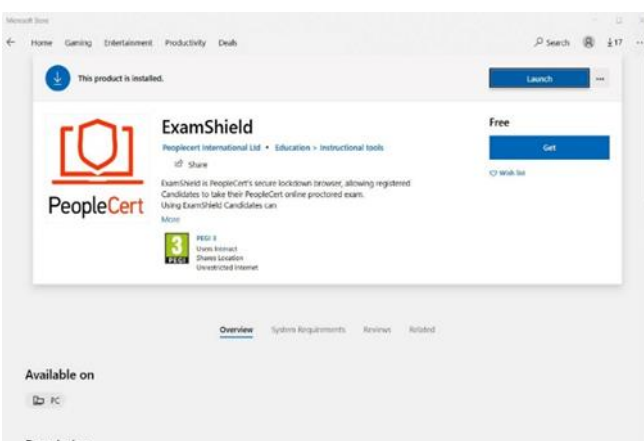 Microsoft Store
Home Gaming Entertainment Productivity Deals
Search 17
This product is installed.
Launch
ExamShield
Peoplecert International Ltd • Education > Instructional tools
Share
ExamShield is PeopleCert's secure lockdown browser, allowing registered
Candidates to take their PeopleCert online proctored exam.
Using ExamShield Candidates can
More
PeopleCert
3
PEGI
PEGI 3
Users Interact
Shares Location
Unrestricted Internet
Free
Get
Wish list
Overview System Requirements Reviews Related
Available on
PC